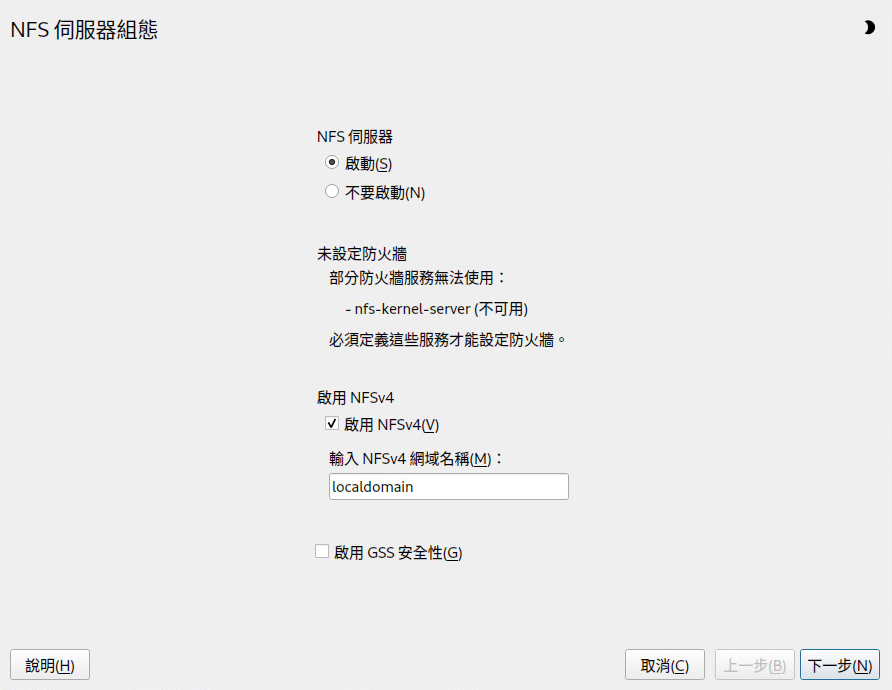 NFS 伺服器組態
NFS 伺服器
啟動(S)
不要啟動(N)
未設定防火牆
部分防火牆服務無法使用：
- nfs-kernel-server (不可用)
必須定義這些服務才能設定防火牆。
啟用 NFSv4
啟用 NFSv4(V)
輸入 NFSv4 網域名稱(M)：
localdomain
啟用 GSS 安全性(G)
說明(H)
取消(C)
上一步(B)
下一步(N)